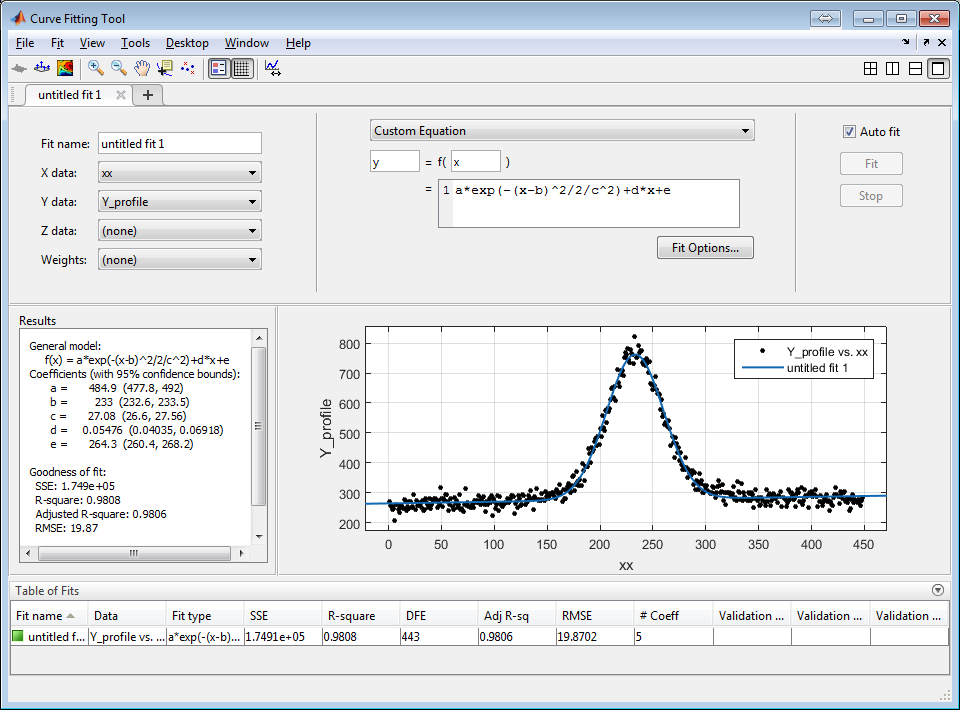 Curve Fitting Tool
File Fit View Tools Desktop Window Help
untitled fit 1
Fit name: untitled fit 1
X data: xx
Y data: Y_profile
Z data: (none)
Weights: (none)
Custom Equation
y = f( x )
= 1 a*exp(-(x-b)^2/2/c^2)+d*x+e
Fit Options...
Auto fit
Fit
Stop
Results
General model:
f(x) = a*exp(-(x-b)^2/2/c^2)+d*x+e
Coefficients (with 95% confidence bounds):
a = 484.9 (477.8, 492)
b = 233 (232.6, 233.5)
c = 27.08 (26.6, 27.56)
d = 0.05476 (0.04035, 0.06918)
e = 264.3 (260.4, 268.2)
Goodness of fit:
SSE: 1.749e+05
R-square: 0.9808
Adjusted R-square: 0.9806
RMSE: 19.87
Y_profile
800
700
600
500
400
300
200
0 50 100 150 200 250 300 350 400 450
xx
Y_profile vs. xx
untitled fit 1
Table of Fits
Fit name Data Fit type SSE R-square DFE Adj R-sq RMSE # Coeff Validation ... Validation ... Validation ...
untitled f... Y_profile vs. ... a*exp(-(x-b)... 1.7491e+05 0.9808 443 0.9806 19.8702 5